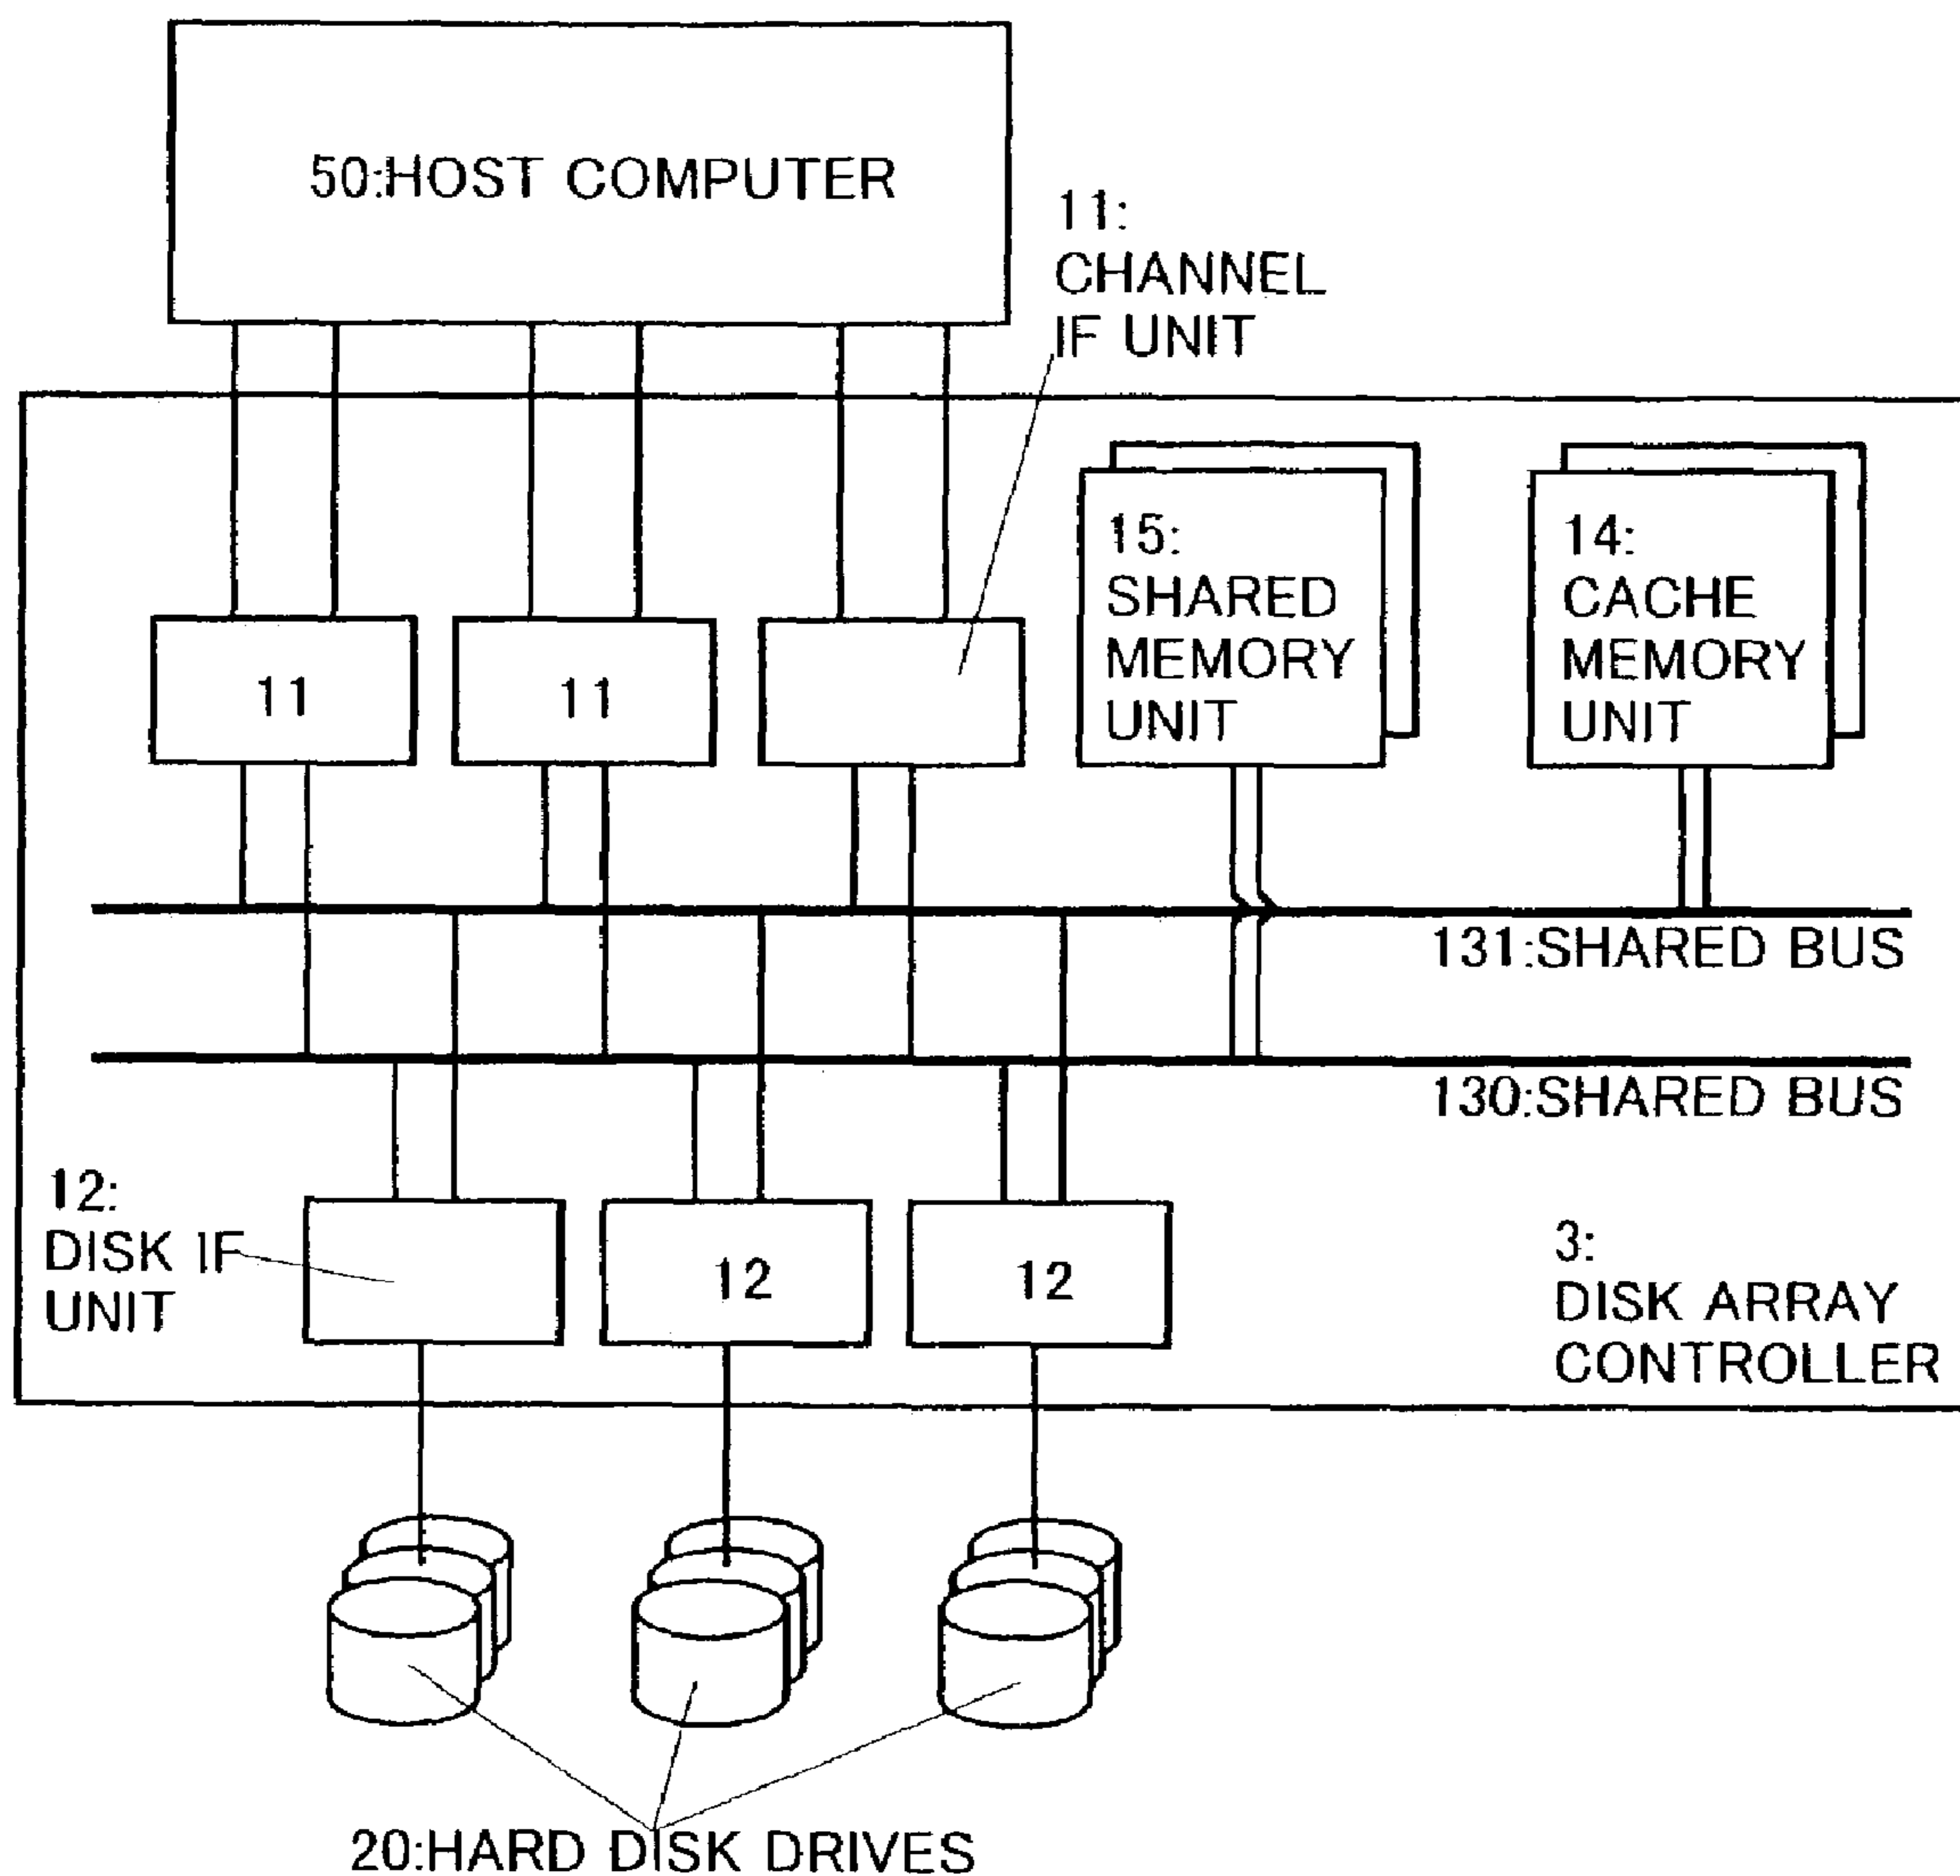 50:HOST COMPUTER
11:
CHANNEL
IF UNIT
15:
SHARED
MEMORY
UNIT
14:
CACHE
MEMORY
UNIT
11
11
131:SHARED BUS
130:SHARED BUS
12:
DISK IF
UNIT
12
12
3:
DISK ARRAY
CONTROLLER
20:HARD DISK DRIVES